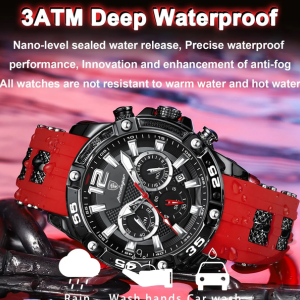 3ATM Deep Waterproof
Nano-level sealed water release, Precise waterproof
performance, Innovation and enhancement of anti-fog
All watches are not resistant to warm water and hot water
Rain Wash hands Car wash